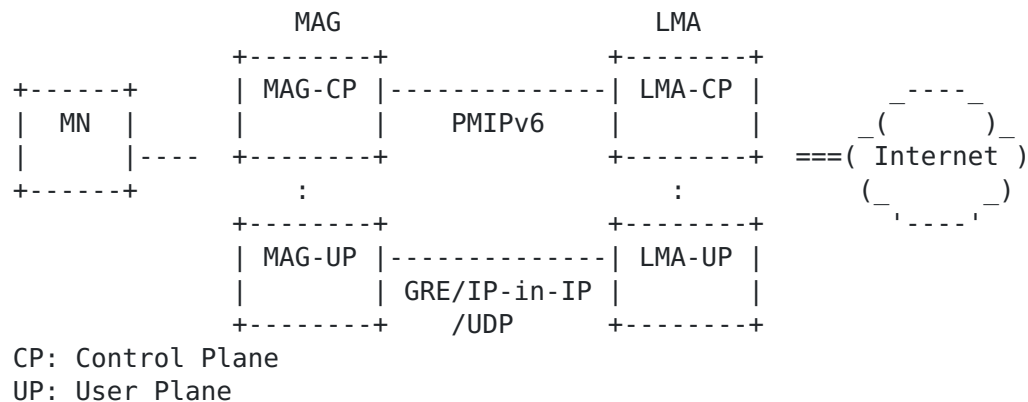 MAG LMA
MAG-CP LMA-CP
MN PMIPv6
Internet
MAG-UP LMA-UP
GRE/IP-in-IP
/UDP
CP: Control Plane
UP: User Plane